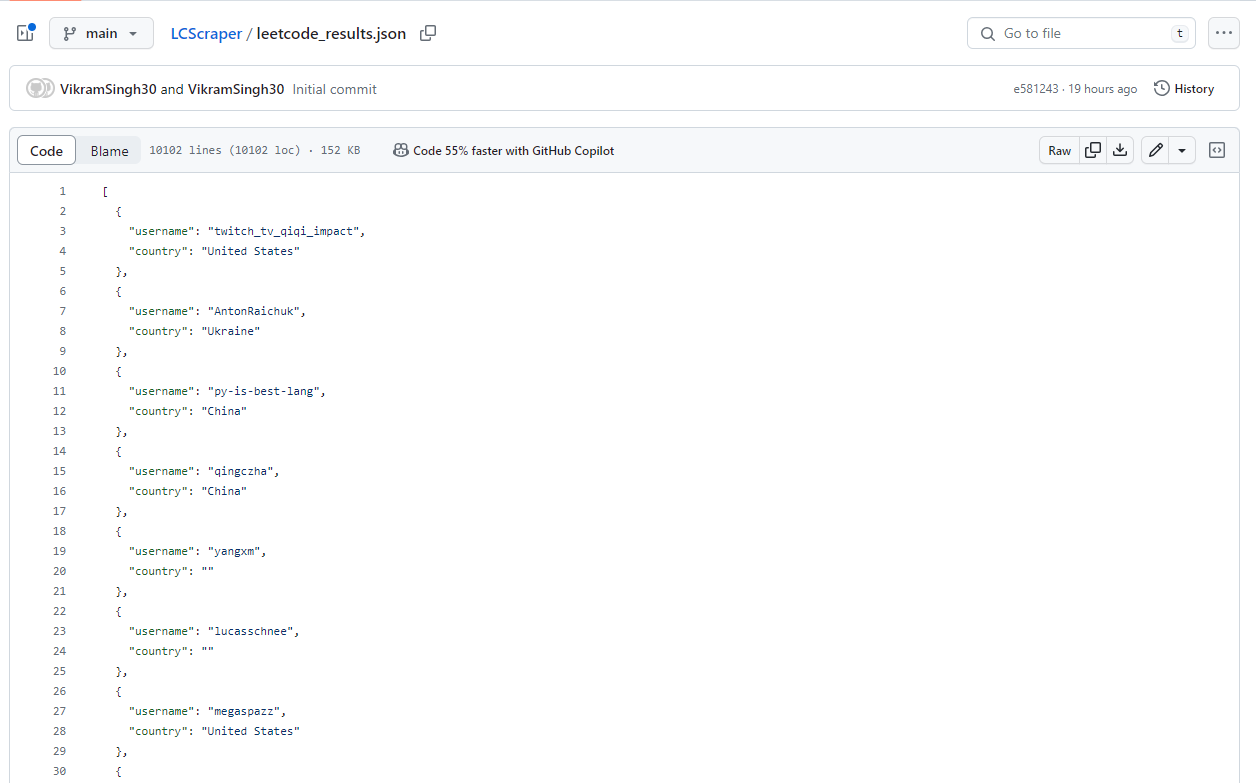 main
LCScraper / leetcode_results.json
Go to file
t
VikramSingh30 and VikramSingh30 Initial commit
e581243 · 19 hours ago
History
Code
Blame
10102 lines (10102 loc) · 152 KB
Code 55% faster with GitHub Copilot
Raw
1 [
2 {
3 "username": "twitch_tv_qiqi_impact",
4 "country": "United States"
5 },
6 {
7 "username": "AntonRaichuk",
8 "country": "Ukraine"
9 },
10 {
11 "username": "py-is-best-lang",
12 "country": "China"
13 },
14 {
15 "username": "qingczha",
16 "country": "China"
17 },
18 {
19 "username": "yangxm",
20 "country": ""
21 },
22 {
23 "username": "lucasschnee",
24 "country": ""
25 },
26 {
27 "username": "megaspazz",
28 "country": "United States"
29 },
30 {